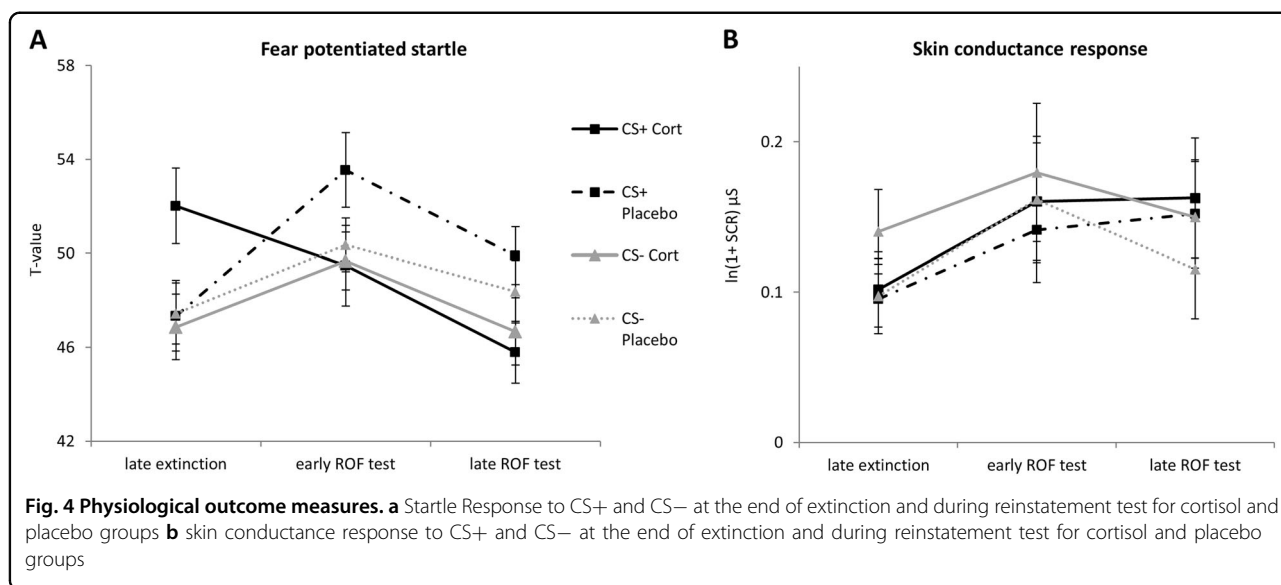 A
Fear potentiated startle
58
54
50
46
42
T-value
late extinction
early ROF test
late ROF test
CS+ Cort
CS+
Placebo
CS- Cort
CS-
Placebo
B
Skin conductance response
0.2
0.1
0
ln(1+ SCR) µS
late extinction
early ROF test
late ROF test
Fig. 4 Physiological outcome measures. a Startle Response to CS+ and CS− at the end of extinction and during reinstatement test for cortisol and
placebo groups b skin conductance response to CS+ and CS− at the end of extinction and during reinstatement test for cortisol and placebo
groups